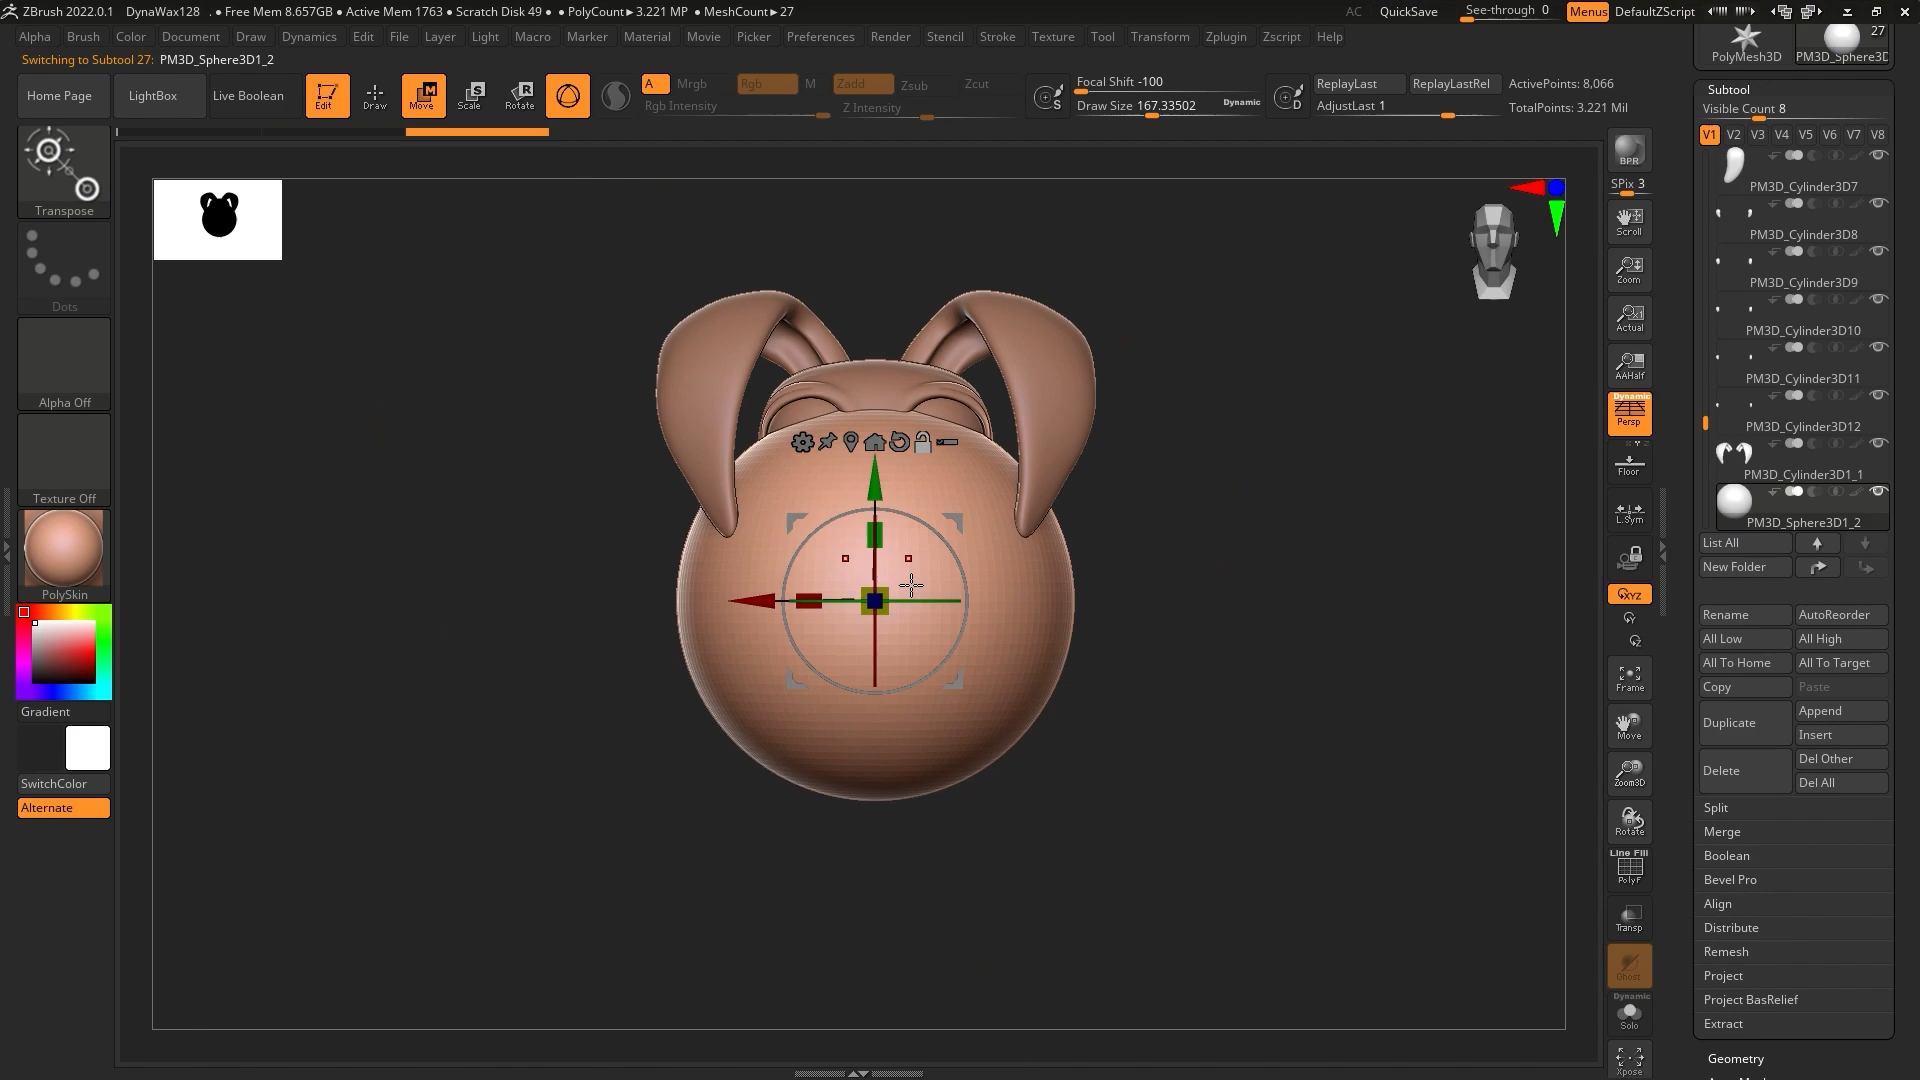 ZBrush 2022.0.1 DynaWax128 . ● Free Mem 8.657GB ● Active Mem 1763 ● Scratch Disk 49 ● ● PolyCount► 3.221 MP ● MeshCount► 27 AC QuickSave See-through 0 Menus DefaultZScript
Alpha Brush Color Document Draw Dynamics Edit File Layer Light Macro Marker Material Movie Picker Preferences Render Stencil Stroke Texture Tool Transform Zplugin Zscript Help
Switching to Subtool 27: PM3D_Sphere3D1_2
Home Page LightBox Live Boolean Edit Draw Move Scale Rotate
A Mrgb Rgb M Zadd Zsub Zcut
Rgb Intensity Z Intensity
Focal Shift -100
Draw Size 167.33502 Dynamic
ReplayLast ReplayLastRel
AdjustLast 1
ActivePoints: 8,066
TotalPoints: 3.221 Mil
Transpose
Dots
Alpha Off
Texture Off
PolySkin
Gradient
SwitchColor
Alternate
BPR
SPix 3
Scroll
Zoom
Actual
AAHalf
Dynamic
Persp
Floor
L.Sym
XYZ
Frame
Move
Zoom3D
Rotate
Line Fill
PolyF
Transp
Ghost
Dynamic
Solo
Xpose
27
PolyMesh3D PM3D_Sphere3D
Subtool
Visible Count 8
V1 V2 V3 V4 V5 V6 V7 V8
PM3D_Cylinder3D7
PM3D_Cylinder3D8
PM3D_Cylinder3D9
PM3D_Cylinder3D10
PM3D_Cylinder3D11
PM3D_Cylinder3D12
PM3D_Cylinder3D1_1
PM3D_Sphere3D1_2
List All
New Folder
Rename AutoReorder
All Low All High
All To Home All To Target
Copy Paste
Duplicate Append
Insert
Delete Del Other
Del All
Split
Merge
Boolean
Bevel Pro
Align
Distribute
Remesh
Project
Project BasRelief
Extract
Geometry